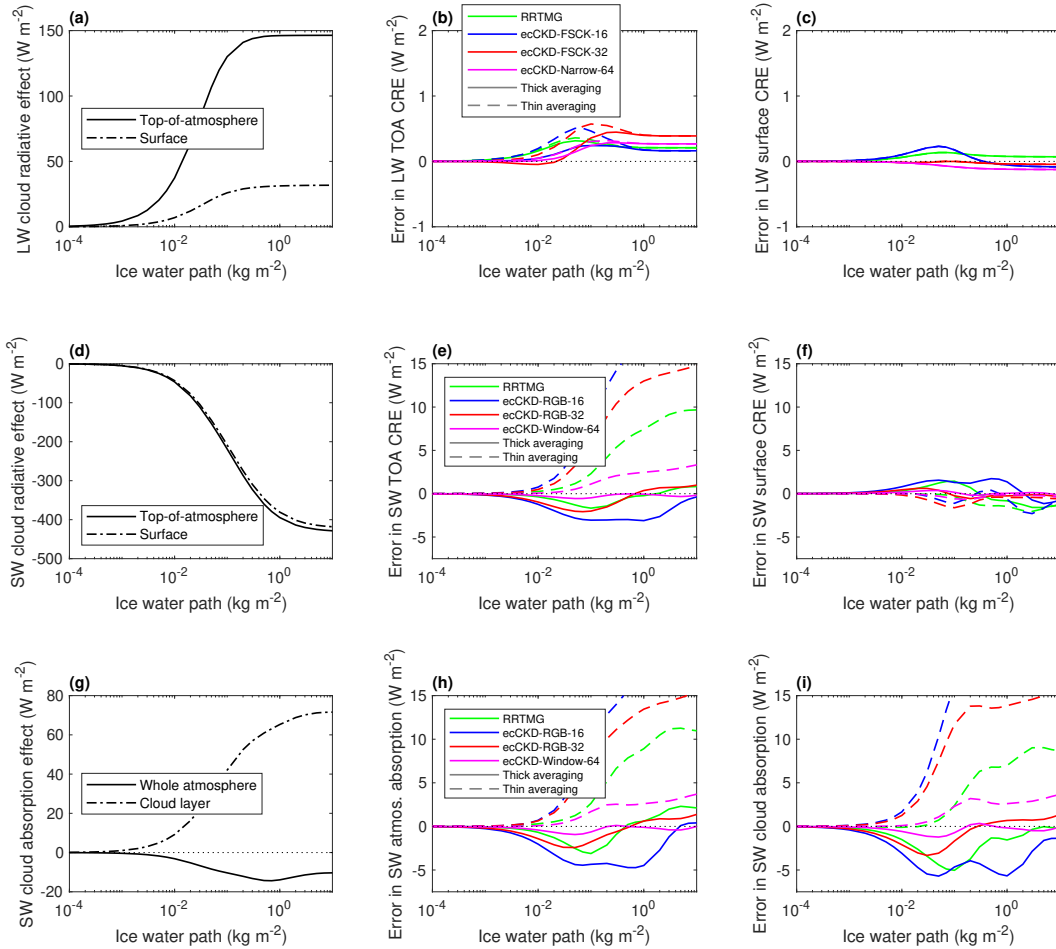 (a)
LW cloud radiative effect (W m-2)
150
100
50
0
Top-of-atmosphere
Surface
10-4
10-2
100
Ice water path (kg m-2)
(b)
Error in LW TOA CRE (W m-2)
2
1
0
-1
RRTMG
ecCKD-FSCK-16
ecCKD-FSCK-32
ecCKD-Narrow-64
Thick averaging
Thin averaging
10-4
10-2
100
Ice water path (kg m-2)
(c)
Error in LW surface CRE (W m-2)
2
1
0
-1
10-4
10-2
100
Ice water path (kg m-2)
(d)
SW cloud radiative effect (W m-2)
0
-100
-200
-300
-400
-500
Top-of-atmosphere
Surface
10-4
10-2
100
Ice water path (kg m-2)
(e)
Error in SW TOA CRE (W m-2)
15
10
5
0
-5
RRTMG
ecCKD-RGB-16
ecCKD-RGB-32
ecCKD-Window-64
Thick averaging
Thin averaging
10-4
10-2
100
Ice water path (kg m-2)
(f)
Error in SW surface CRE (W m-2)
15
10
5
0
-5
10-4
10-2
100
Ice water path (kg m-2)
(g)
SW cloud absorption effect (W m-2)
80
60
40
20
0
-20
Whole atmosphere
Cloud layer
10-4
10-2
100
Ice water path (kg m-2)
(h)
Error in SW atmos. absorption (W m-2)
15
10
5
0
-5
RRTMG
ecCKD-RGB-16
ecCKD-RGB-32
ecCKD-Window-64
Thick averaging
Thin averaging
10-4
10-2
100
Ice water path (kg m-2)
(i)
Error in SW cloud absorption (W m-2)
15
10
5
0
-5
10-4
10-2
100
Ice water path (kg m-2)